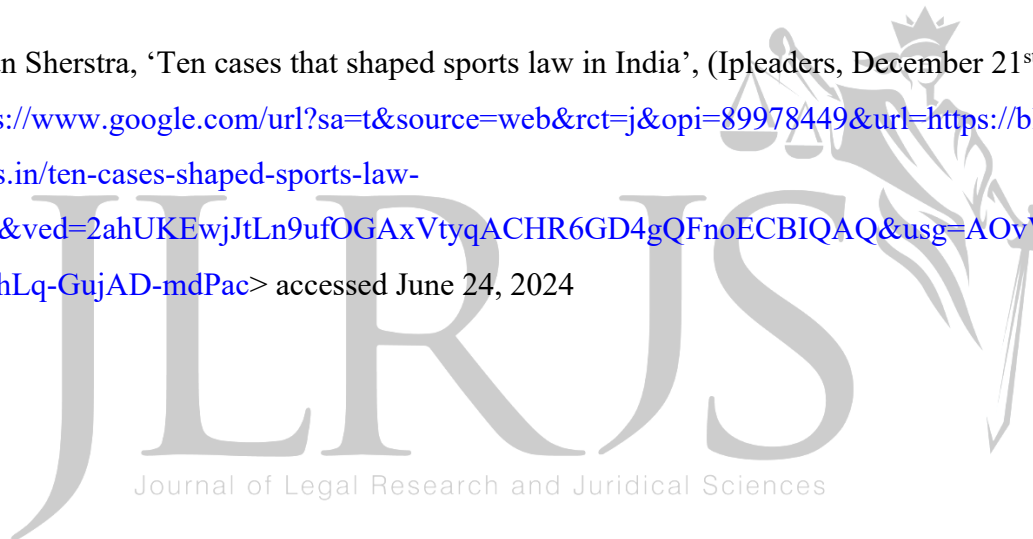 n Sherstra, ‘Ten cases that shaped sports law in India’, (Ipleaders, December 21st
s://www.google.com/url?sa=t&source=web&rct=j&opi=89978449&url=https://b
s.in/ten-cases-shaped-sports-law-
&ved=2ahUKEwjJtLn9ufOGAxVtyqACHR6GD4gQFnoECBIQAQ&usg=AOvV
hLq-GujAD-mdPac> accessed June 24, 2024
JLRJS
Journal of Legal Research and Juridical Sciences